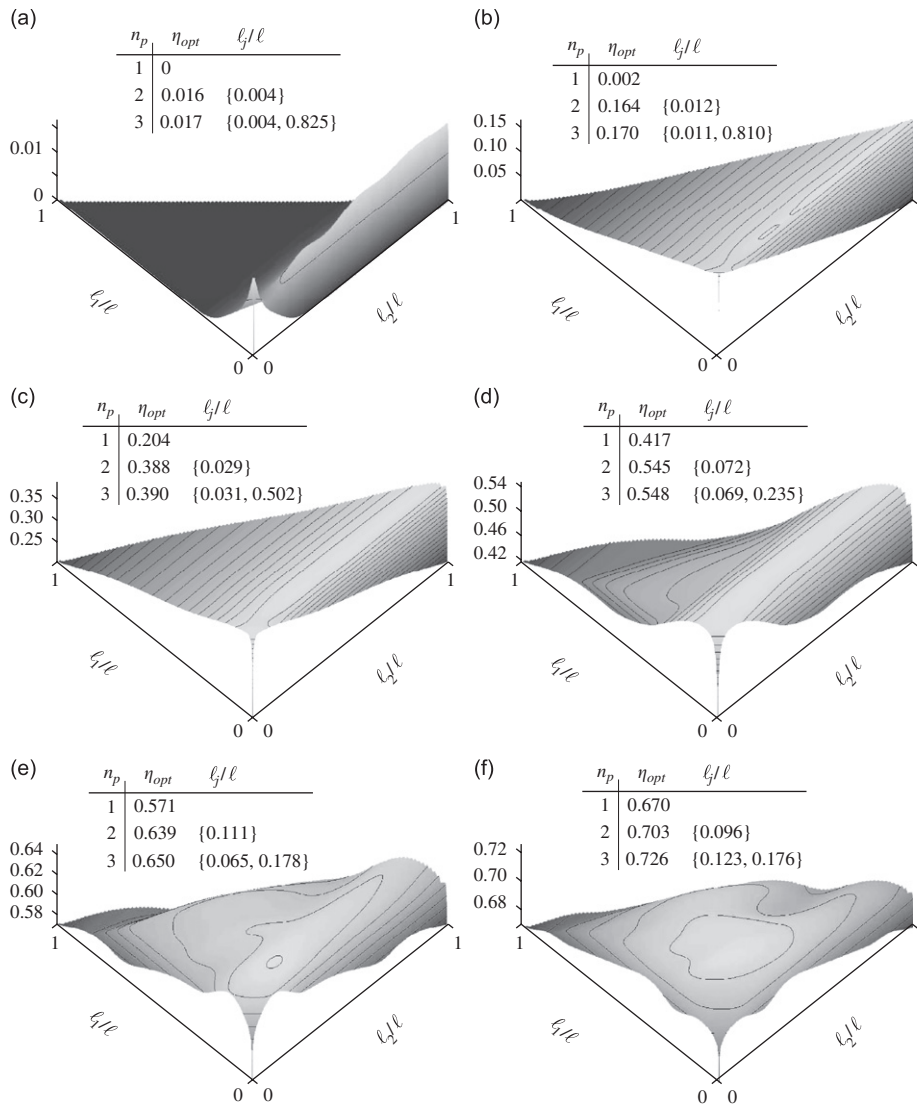 (a)
n_p η_opt ℓ_j/ℓ
1 0
2 0.016 {0.004}
3 0.017 {0.004, 0.825}
0.01
0
1
1
ℓ_1/ℓ
ℓ_2/ℓ
0 0
(b)
n_p η_opt ℓ_j/ℓ
1 0.002
2 0.164 {0.012}
3 0.170 {0.011, 0.810}
0.15
0.10
0.05
1
1
ℓ_1/ℓ
ℓ_2/ℓ
0 0
(c)
n_p η_opt ℓ_j/ℓ
1 0.204
2 0.388 {0.029}
3 0.390 {0.031, 0.502}
0.35
0.30
0.25
1
1
ℓ_1/ℓ
ℓ_2/ℓ
0 0
(d)
n_p η_opt ℓ_j/ℓ
1 0.417
2 0.545 {0.072}
3 0.548 {0.069, 0.235}
0.54
0.50
0.46
0.42
1
1
ℓ_1/ℓ
ℓ_2/ℓ
0 0
(e)
n_p η_opt ℓ_j/ℓ
1 0.571
2 0.639 {0.111}
3 0.650 {0.065, 0.178}
0.64
0.62
0.60
0.58
1
1
ℓ_1/ℓ
ℓ_2/ℓ
0 0
(f)
n_p η_opt ℓ_j/ℓ
1 0.670
2 0.703 {0.096}
3 0.726 {0.123, 0.176}
0.72
0.70
0.68
1
1
ℓ_1/ℓ
ℓ_2/ℓ
0 0